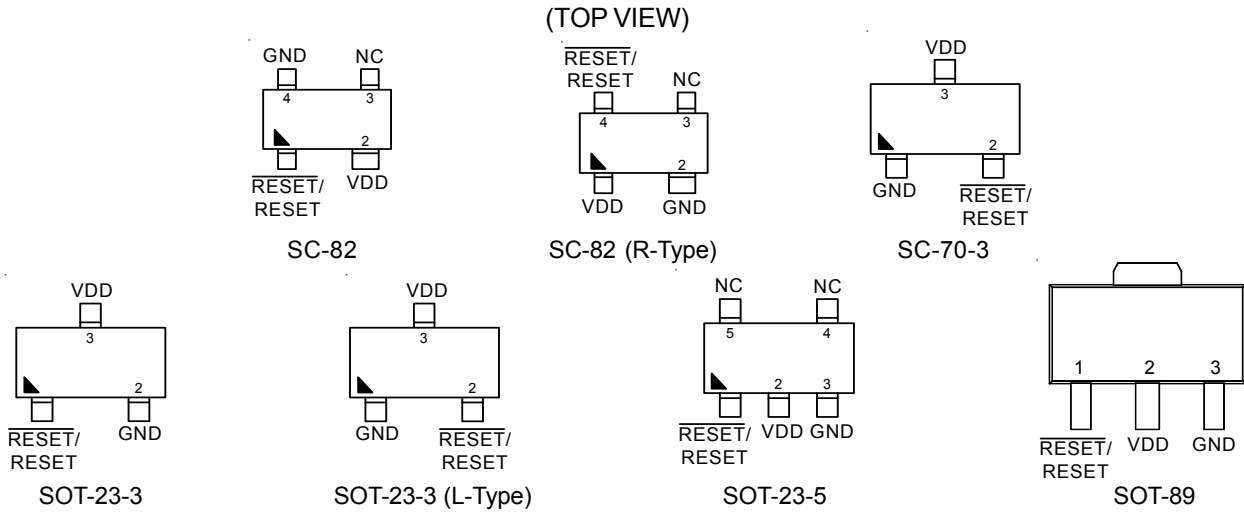 (TOP VIEW)
GND NC
4 3
2
RESET/
RESET
VDD
SC-82
RESET/
RESET
NC
4 3
2
VDD GND
SC-82 (R-Type)
VDD
3
2
GND
RESET/
RESET
SC-70-3
VDD
3
2
RESET/
RESET
GND
SOT-23-3
VDD
3
2
GND
RESET/
RESET
SOT-23-3 (L-Type)
NC NC
5 4
2 3
RESET/
RESET
VDD GND
SOT-23-5
1 2 3
RESET/
RESET
VDD GND
SOT-89